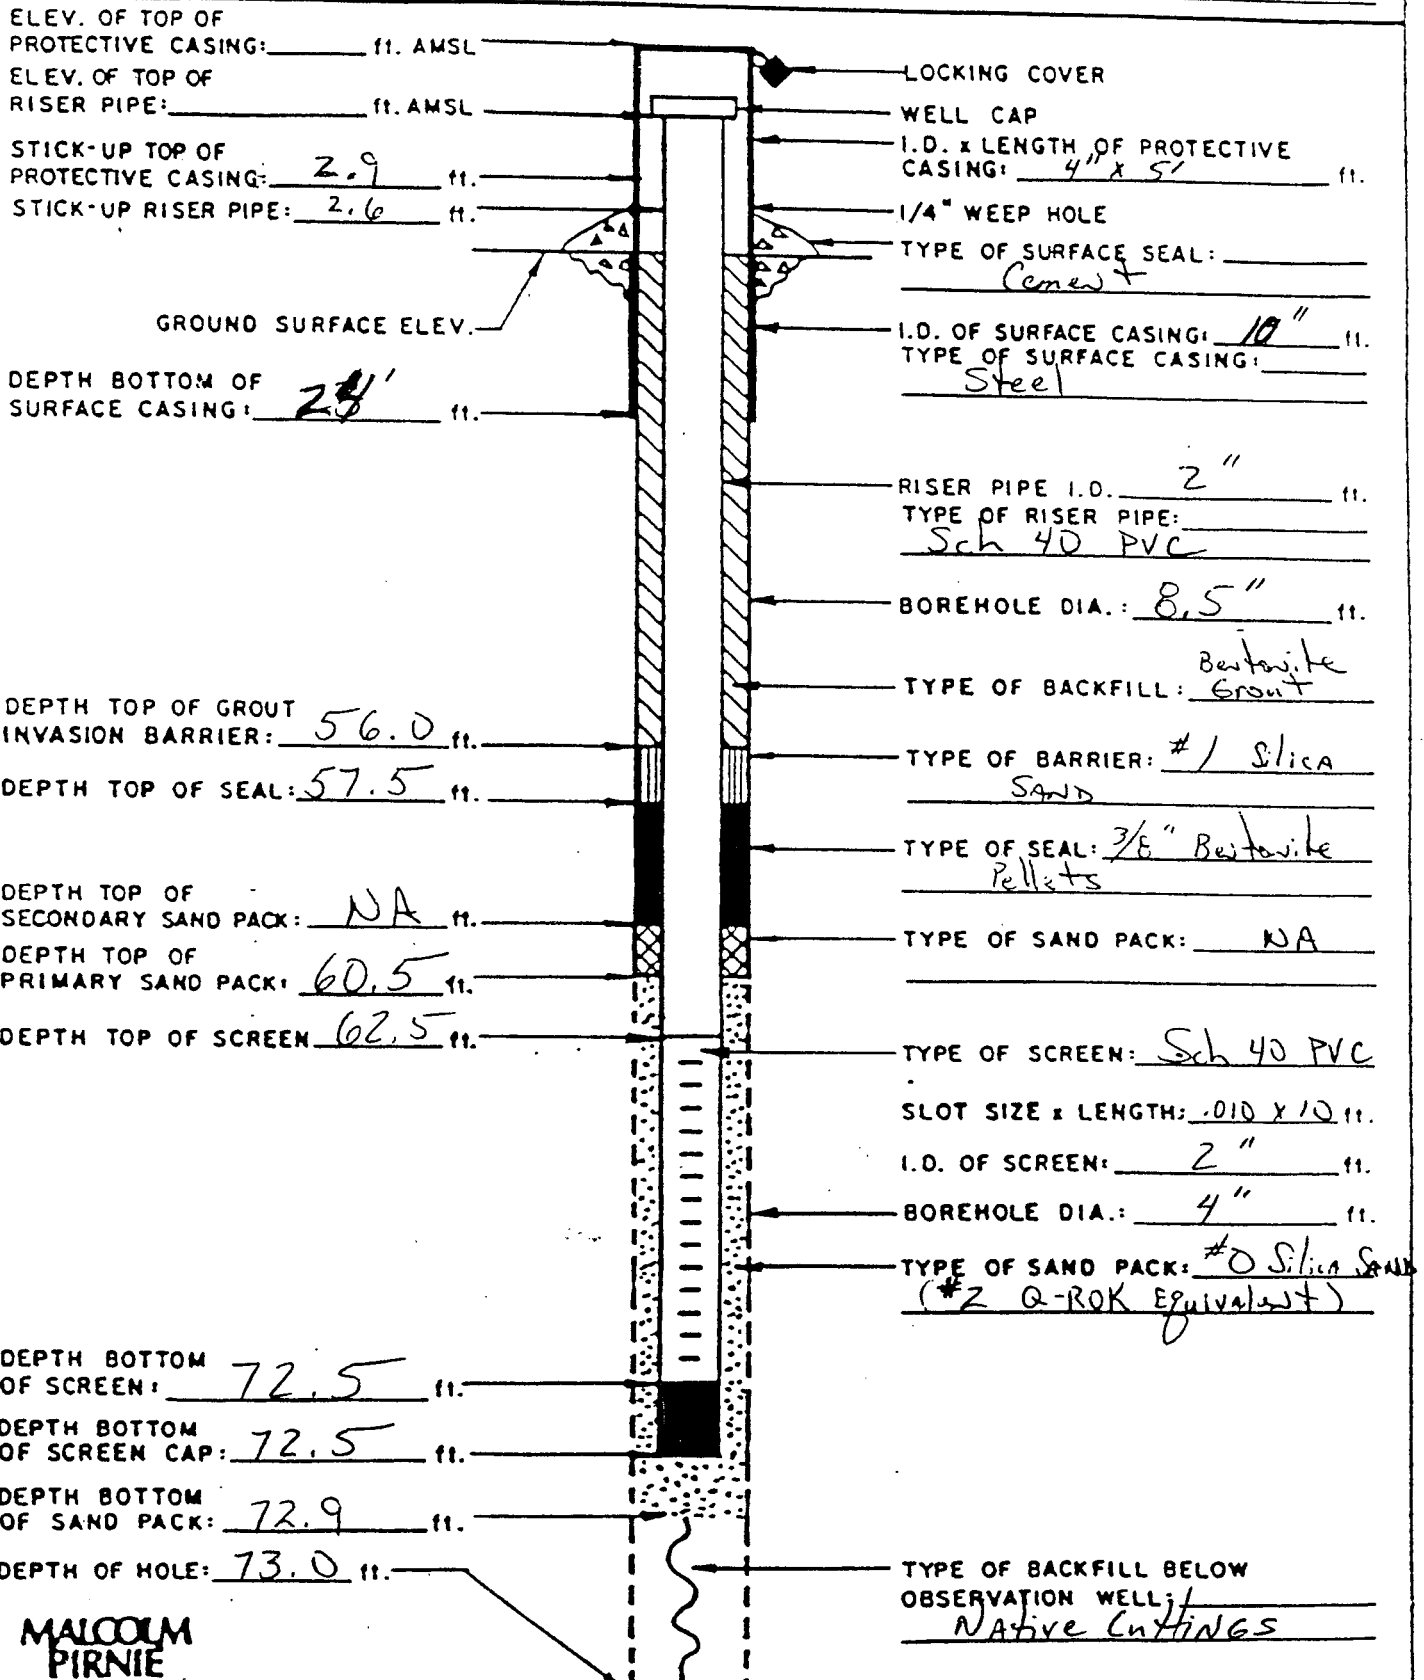 ELEV. OF TOP OF
PROTECTIVE CASING: ft. AMSL
ELEV. OF TOP OF
RISER PIPE: ft. AMSL
STICK-UP TOP OF
PROTECTIVE CASING: 2.9 ft.
STICK-UP RISER PIPE: 2.6 ft.
GROUND SURFACE ELEV.
DEPTH BOTTOM OF
SURFACE CASING: ft.
DEPTH TOP OF GROUT
INVASION BARRIER: 56.0 ft.
DEPTH TOP OF SEAL: 57.5 ft.
DEPTH TOP OF
SECONDARY SAND PACK: NA ft.
DEPTH TOP OF
PRIMARY SAND PACK: 60.5 ft.
DEPTH TOP OF SCREEN 62.5 ft.
DEPTH BOTTOM
OF SCREEN: 72.5 ft.
DEPTH BOTTOM
OF SCREEN CAP: 72.5 ft.
DEPTH BOTTOM
OF SAND PACK: 72.9 ft.
DEPTH OF HOLE: 73.0 ft.
MALCOLM
PIRNIE
LOCKING COVER
WELL CAP
I.D. x LENGTH OF PROTECTIVE
CASING: 4" x 5' ft.
1/4" WEEP HOLE
TYPE OF SURFACE SEAL:
Cement
I.D. OF SURFACE CASING: 10" ft.
TYPE OF SURFACE CASING:
Steel
RISER PIPE I.D. 2" ft.
TYPE OF RISER PIPE:
Sch 40 PVC
BOREHOLE DIA.: 8.5" ft.
Bentonite
TYPE OF BACKFILL: Grout
TYPE OF BARRIER: #1 Silica
SAND
TYPE OF SEAL: 3/8" Bentonite
Pellets
TYPE OF SAND PACK: NA
TYPE OF SCREEN: Sch 40 PVC
SLOT SIZE x LENGTH: .010 x 10 ft.
I.D. OF SCREEN: 2" ft.
BOREHOLE DIA.: 4" ft.
TYPE OF SAND PACK: #0 Silica SAND
(#2 Q-ROK Equivalent)
TYPE OF BACKFILL BELOW
OBSERVATION WELL:
NAtive CuttiNGS